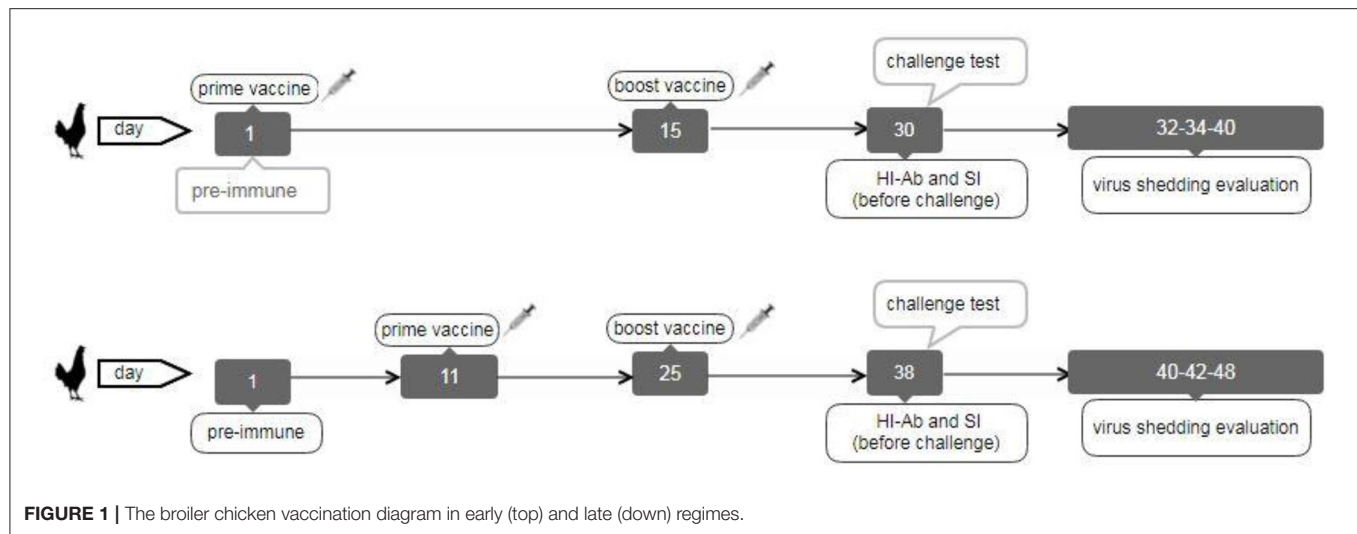 challenge test
prime vaccine
boost vaccine
day
1
15
30
32-34-40
pre-immune
HI-Ab and SI
(before challenge)
virus shedding evaluation
challenge test
prime vaccine
boost vaccine
day
1
11
25
38
40-42-48
pre-immune
HI-Ab and SI
(before challenge)
virus shedding evaluation
FIGURE 1 | The broiler chicken vaccination diagram in early (top) and late (down) regimes.